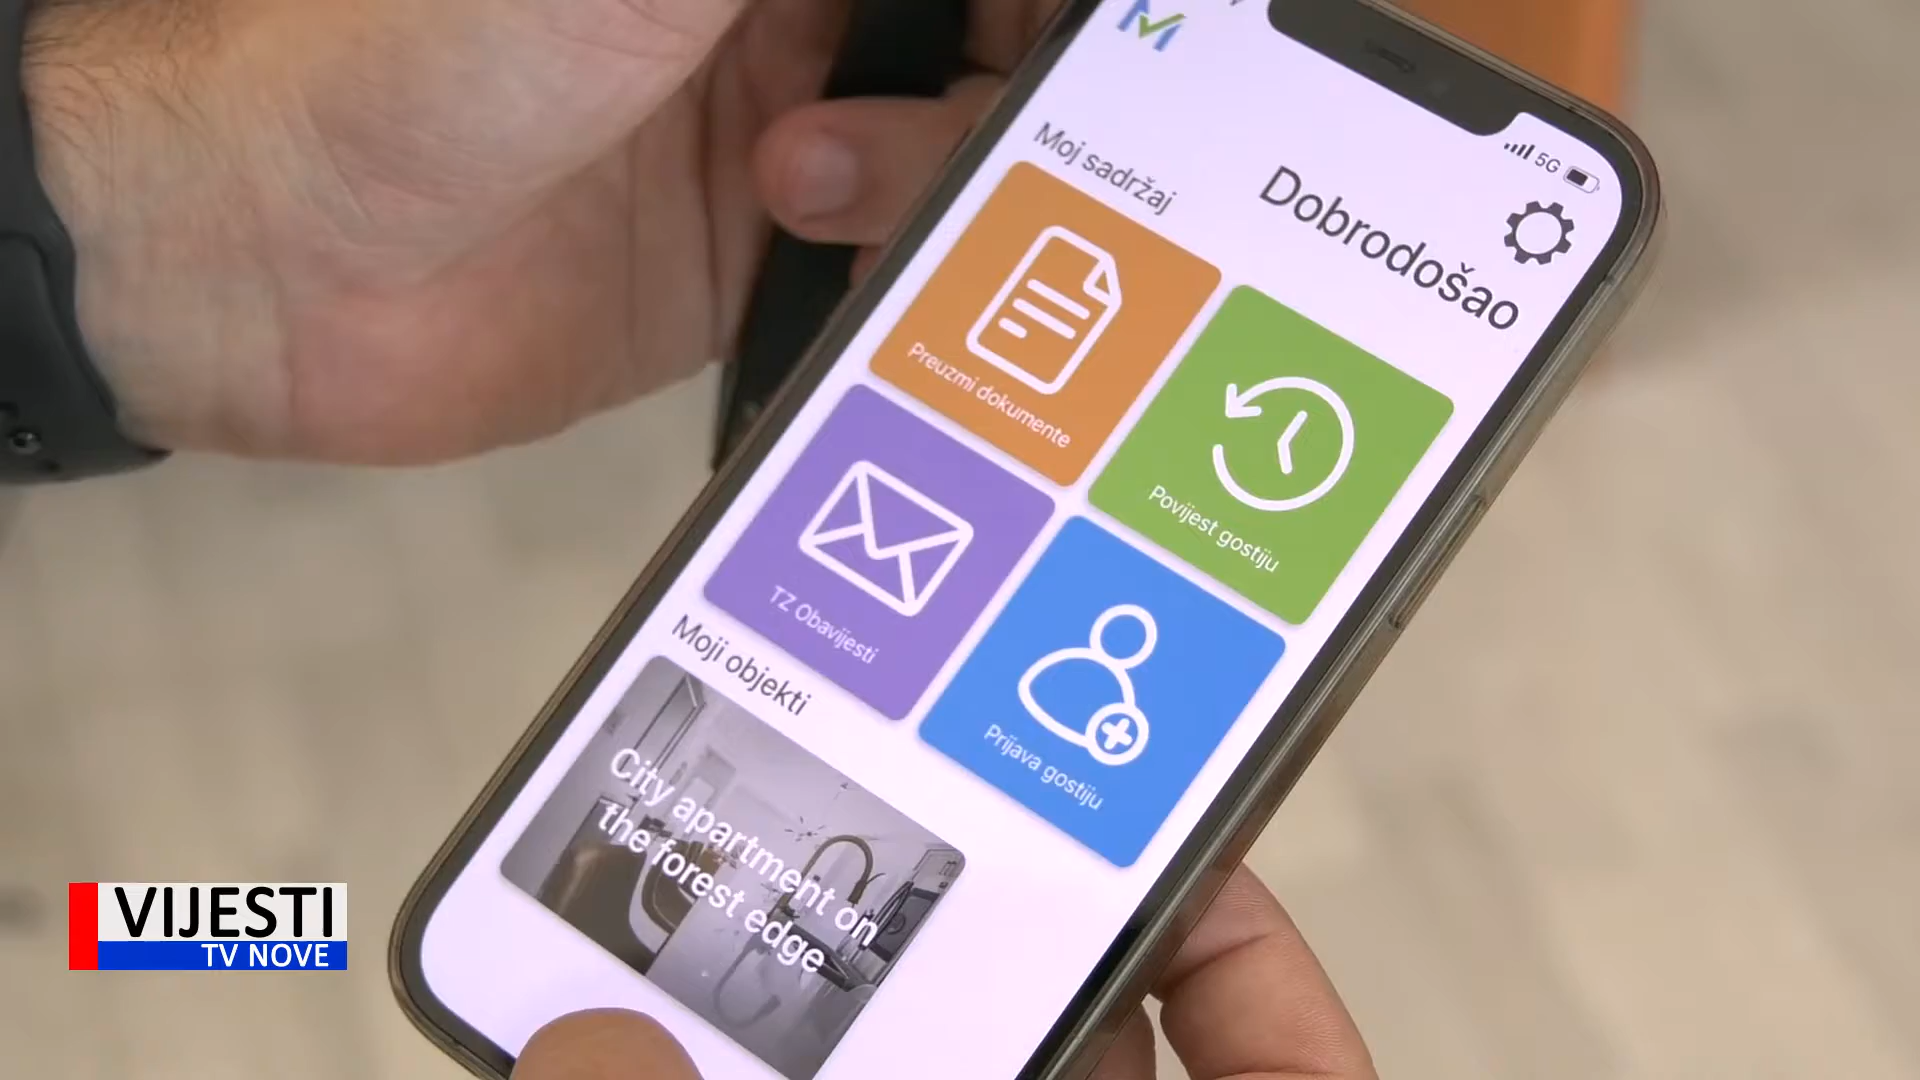 5G
Dobrodošao
Moj sadržaj
Preuzmi dokumente
Povijest gostiju
TZ Obavijesti
Prijava gostiju
Moji objekti
City apartment on
the forest edge
VIJESTI
TV NOVE